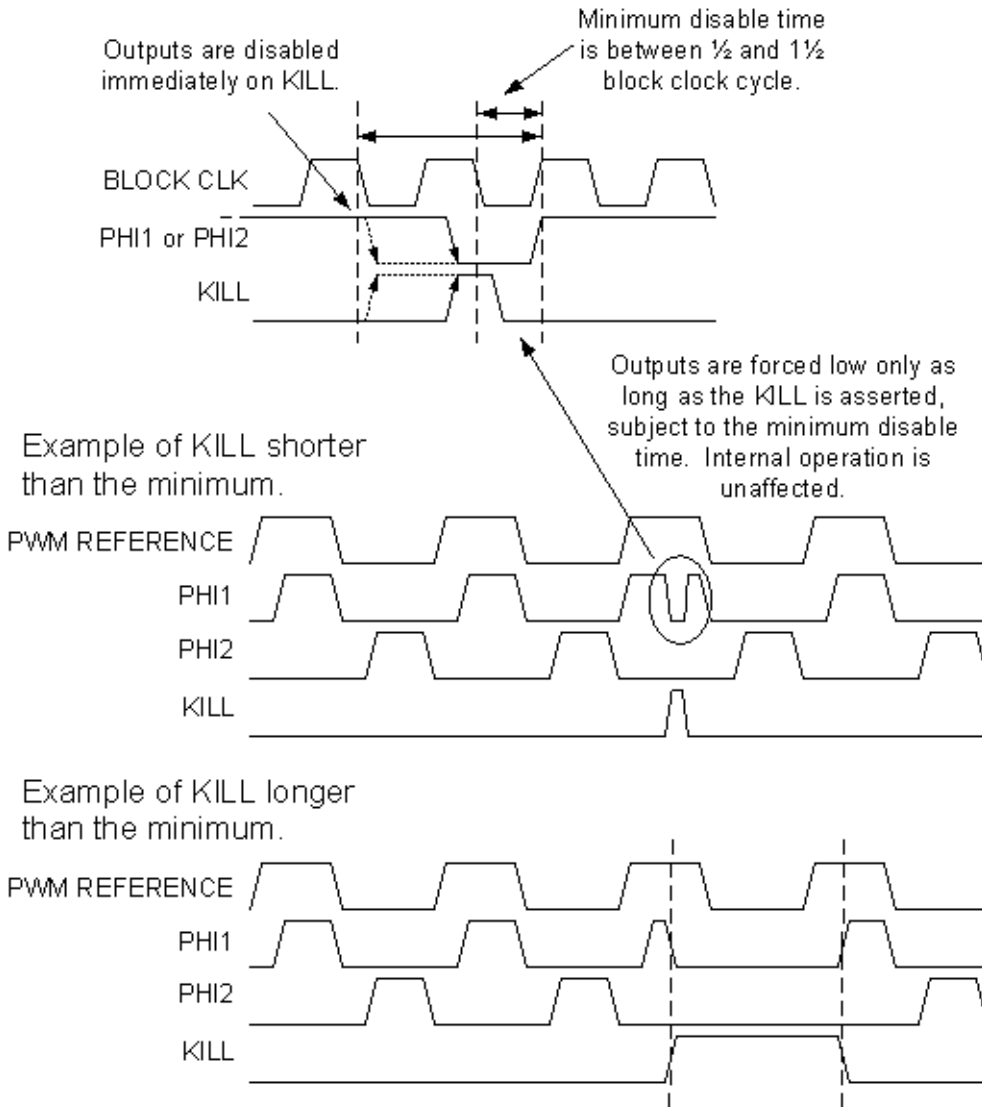 Outputs are disabled
immediately on KILL.
Minimum disable time
is between ½ and 1½
block clock cycle.
BLOCK CLK
PHI1 or PHI2
KILL
Outputs are forced low only as
long as the KILL is asserted,
subject to the minimum disable
time. Internal operation is
unaffected.
Example of KILL shorter
than the minimum.
PWM REFERENCE
PHI1
PHI2
KILL
Example of KILL longer
than the minimum.
PWM REFERENCE
PHI1
PHI2
KILL